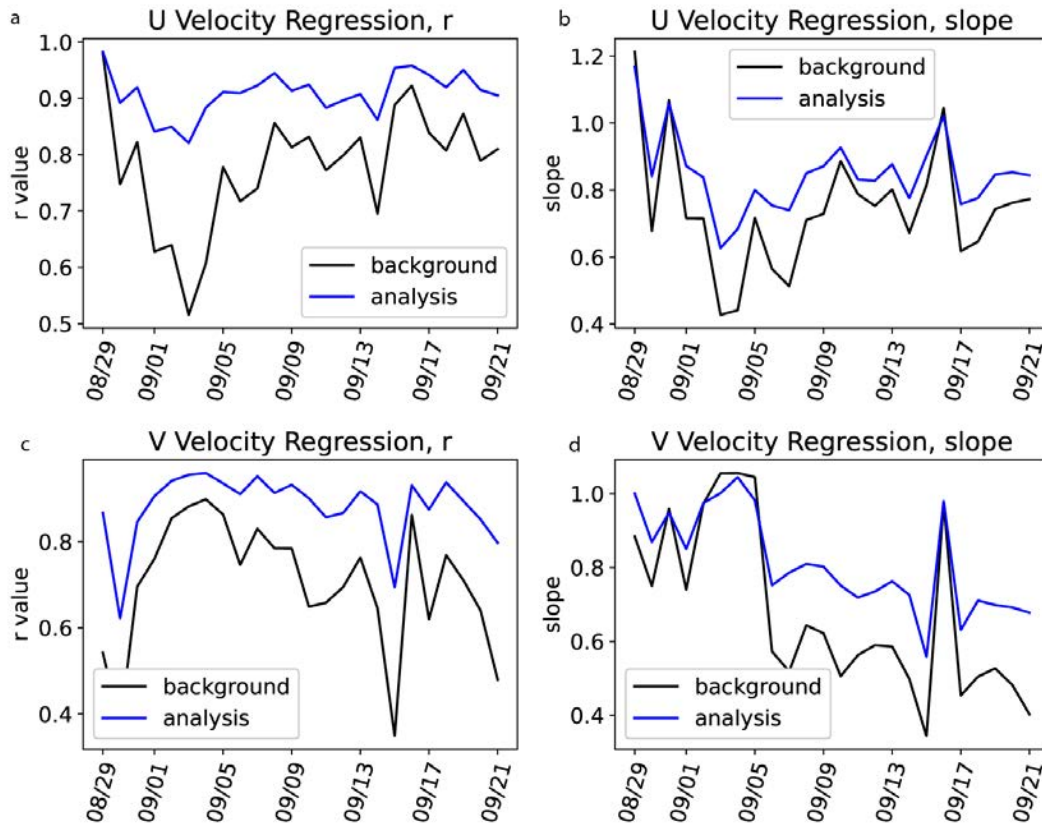 a
U Velocity Regression, r
1.0
0.9
0.8
0.7
0.6
0.5
r value
background
analysis
08/29
09/01
09/05
09/09
09/13
09/17
09/21
b
U Velocity Regression, slope
1.2
1.0
0.8
0.6
0.4
slope
background
analysis
08/29
09/01
09/05
09/09
09/13
09/17
09/21
c
V Velocity Regression, r
0.8
0.6
0.4
r value
background
analysis
08/29
09/01
09/05
09/09
09/13
09/17
09/21
d
V Velocity Regression, slope
1.0
0.8
0.6
0.4
slope
background
analysis
08/29
09/01
09/05
09/09
09/13
09/17
09/21